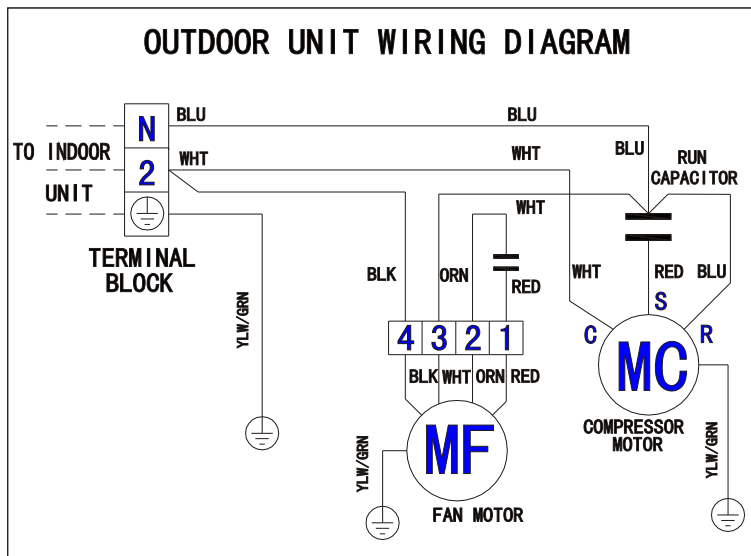 OUTDOOR UNIT WIRING DIAGRAM
N
BLU
BLU
TO INDOOR
2
WHT
WHT
BLU
RUN
CAPACITOR
UNIT
WHT
TERMINAL
BLOCK
BLK
ORN
RED
WHT
RED
BLU
YLW/GRN
S
C
R
4 3 2 1
BLK WHT ORN RED
MC
MF
COMPRESSOR
MOTOR
YLW/GRN
YLW/GRN
FAN MOTOR